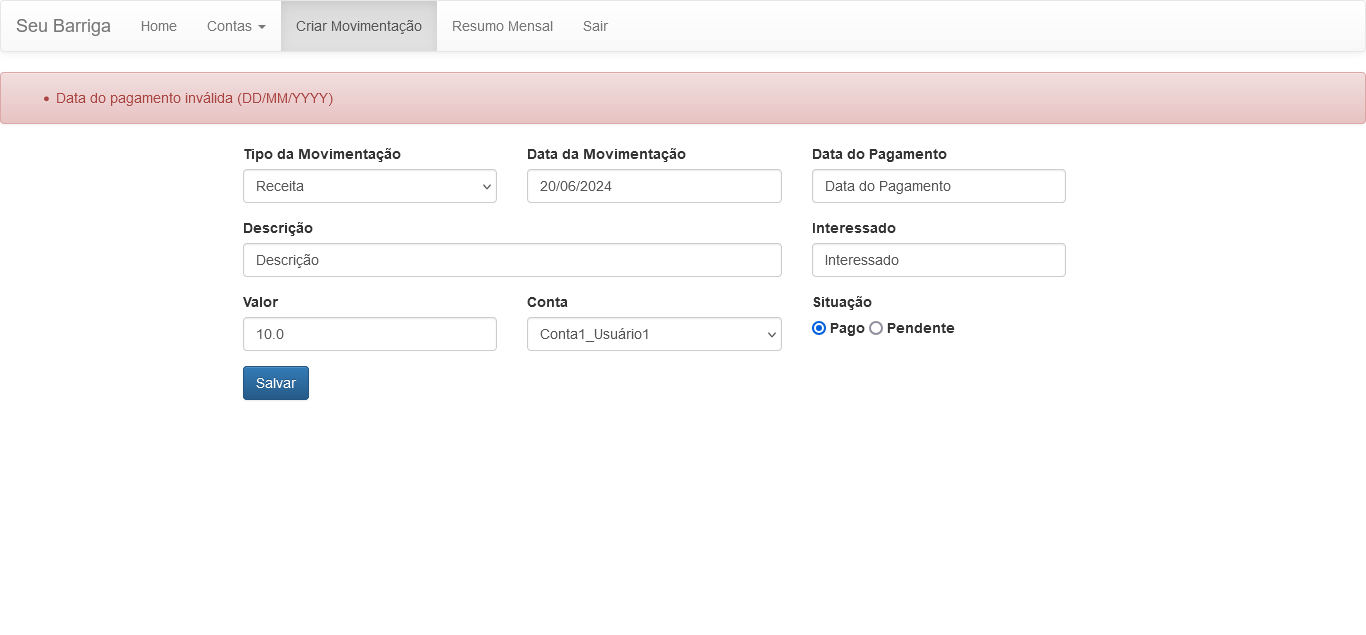 Seu Barriga Home Contas Criar Movimentação Resumo Mensal Sair
• Data do pagamento inválida (DD/MM/YYYY)
Tipo da Movimentação Data da Movimentação Data do Pagamento
Receita 20/06/2024 Data do Pagamento
Descrição Interessado
Descrição Interessado
Valor Conta Situação
10.0 Conta1_Usuário1 Pago Pendente
Salvar